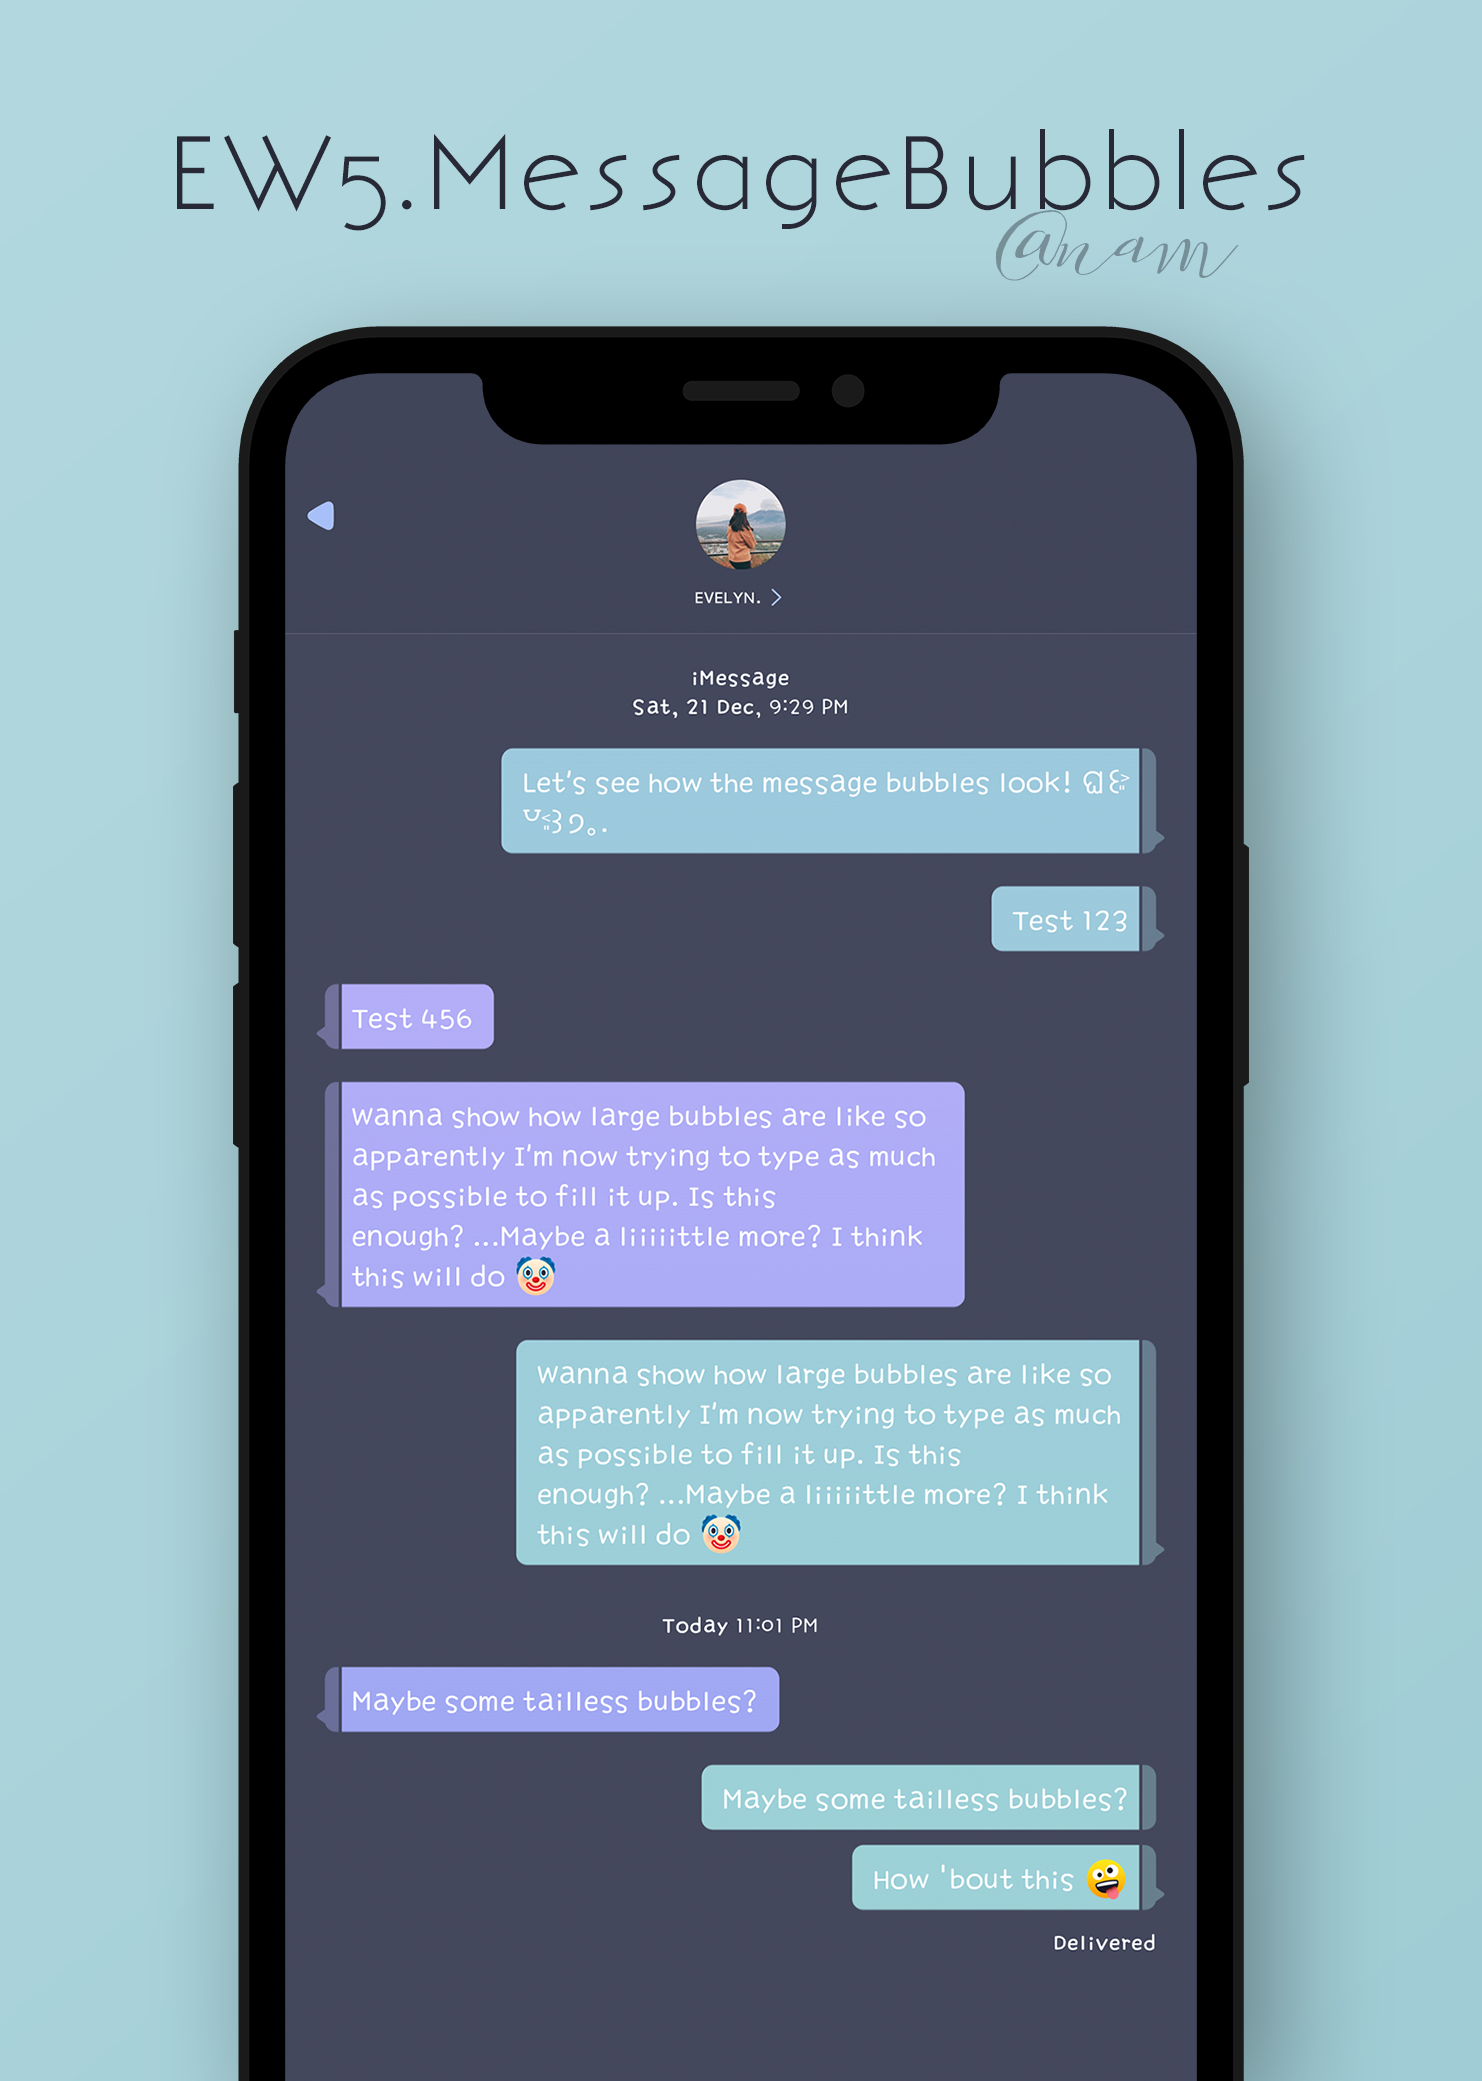 EW5.MessageBubbles
@nam
EVELYN.
iMessage
Sat, 21 Dec, 9:29 PM
Let's see how the message bubbles look! ଘ꒰
꒱੭。.
Test 123
Test 456
Wanna show how large bubbles are like so
apparently I'm now trying to type as much
as possible to fill it up. Is this
enough? ...Maybe a liiiiittle more? I think
this will do 🤡
Wanna show how large bubbles are like so
apparently I'm now trying to type as much
as possible to fill it up. Is this
enough? ...Maybe a liiiiittle more? I think
this will do 🤡
Today 11:01 PM
Maybe some tailless bubbles?
Maybe some tailless bubbles?
How 'bout this 🤪
Delivered